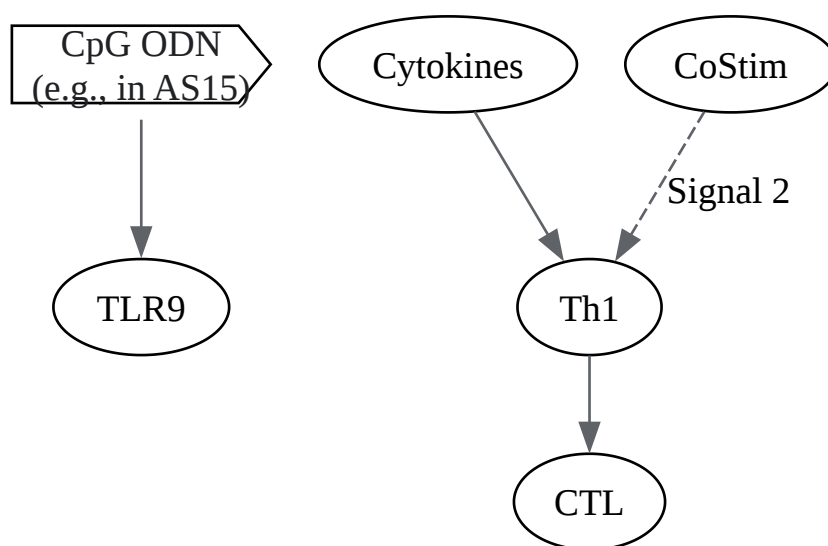 CpG ODN
(e.g., in AS15)
Cytokines
CoStim
Signal 2
TLR9
Th1
CTL